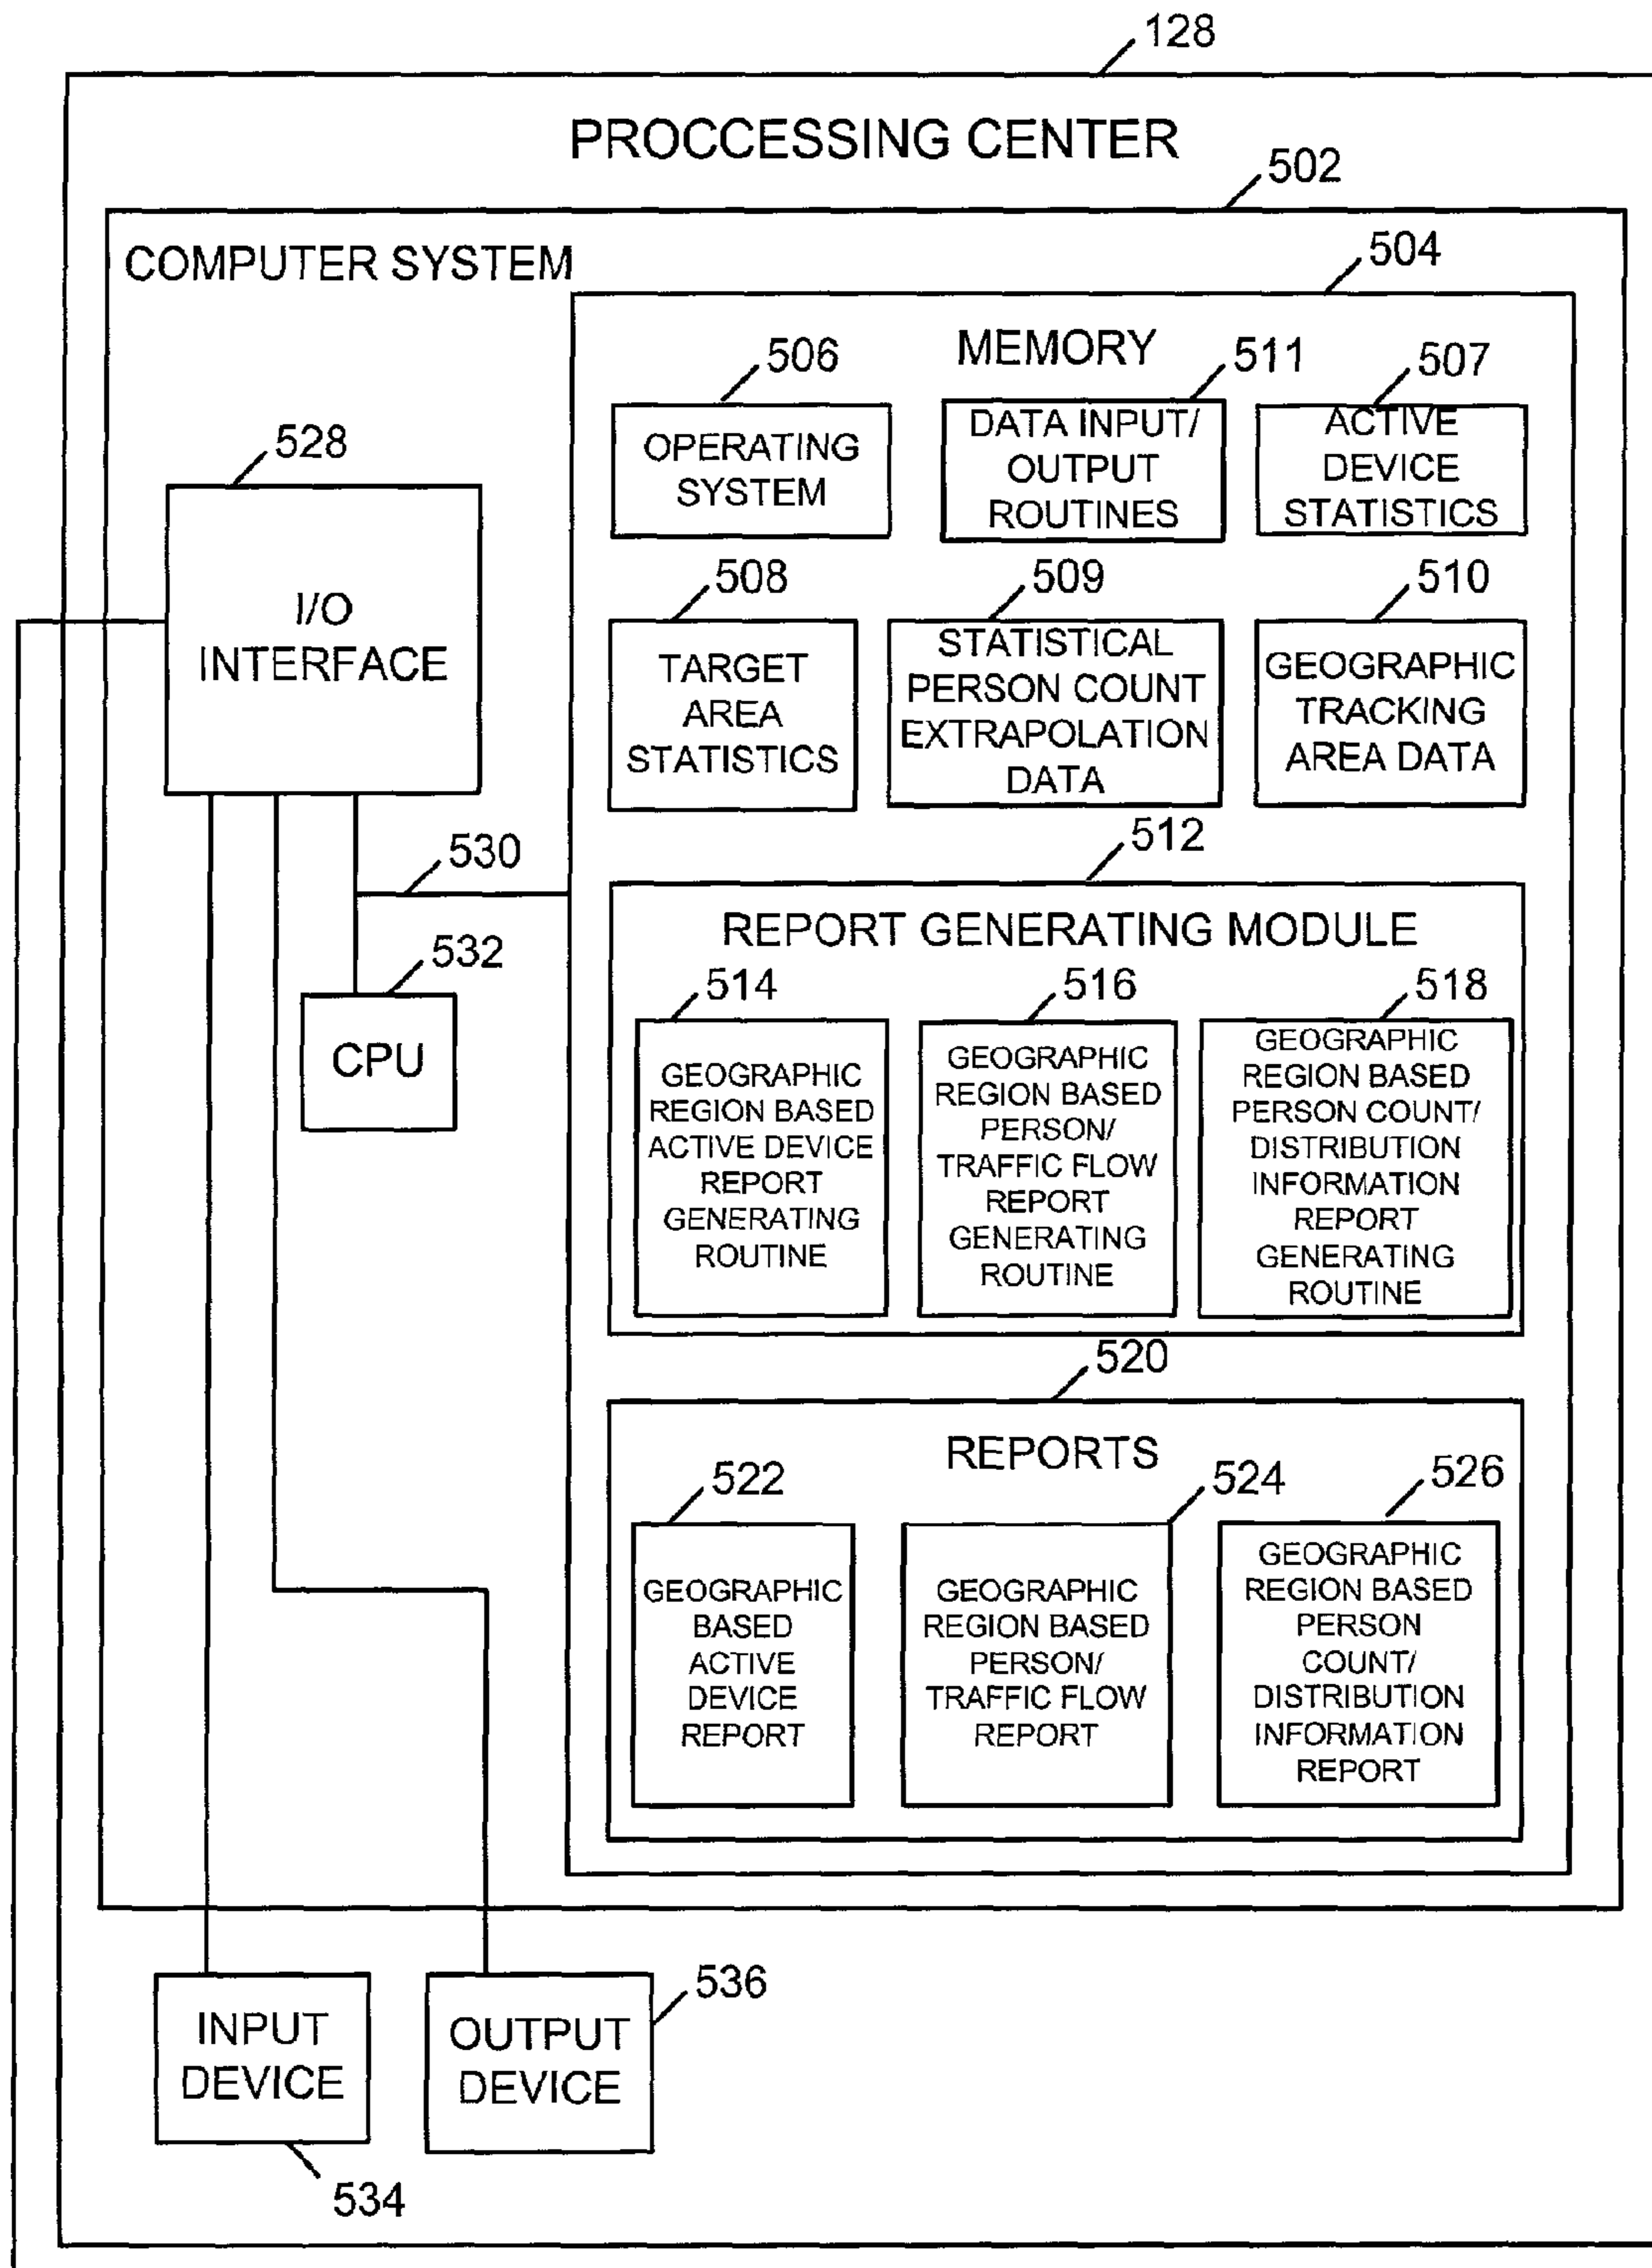 128
PROCCESSING CENTER
502
COMPUTER SYSTEM
504
MEMORY
506
OPERATING
SYSTEM
511
DATA INPUT/
OUTPUT
ROUTINES
507
ACTIVE
DEVICE
STATISTICS
528
I/O
INTERFACE
508
TARGET
AREA
STATISTICS
509
STATISTICAL
PERSON COUNT
EXTRAPOLATION
DATA
510
GEOGRAPHIC
TRACKING
AREA DATA
530
532
CPU
512
REPORT GENERATING MODULE
514
GEOGRAPHIC
REGION BASED
ACTIVE DEVICE
REPORT
GENERATING
ROUTINE
516
GEOGRAPHIC
REGION BASED
PERSON/
TRAFFIC FLOW
REPORT
GENERATING
ROUTINE
518
GEOGRAPHIC
REGION BASED
PERSON COUNT/
DISTRIBUTION
INFORMATION
REPORT
GENERATING
ROUTINE
520
REPORTS
522
GEOGRAPHIC
BASED
ACTIVE
DEVICE
REPORT
524
GEOGRAPHIC
REGION BASED
PERSON/
TRAFFIC FLOW
REPORT
526
GEOGRAPHIC
REGION BASED
PERSON
COUNT/
DISTRIBUTION
INFORMATION
REPORT
INPUT
DEVICE
534
OUTPUT
DEVICE
536